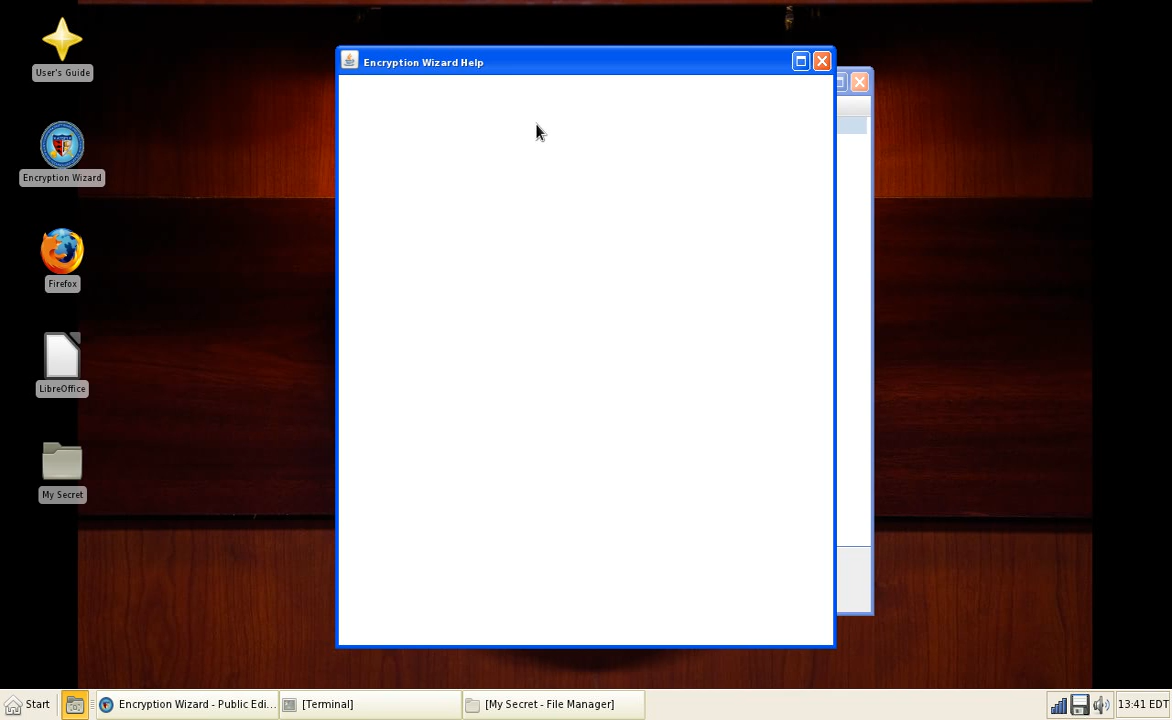 User's Guide
Encryption Wizard
Firefox
LibreOffice
My Secret
Encryption Wizard Help
Start
Encryption Wizard - Public Edi...
[Terminal]
[My Secret - File Manager]
13:41 EDT